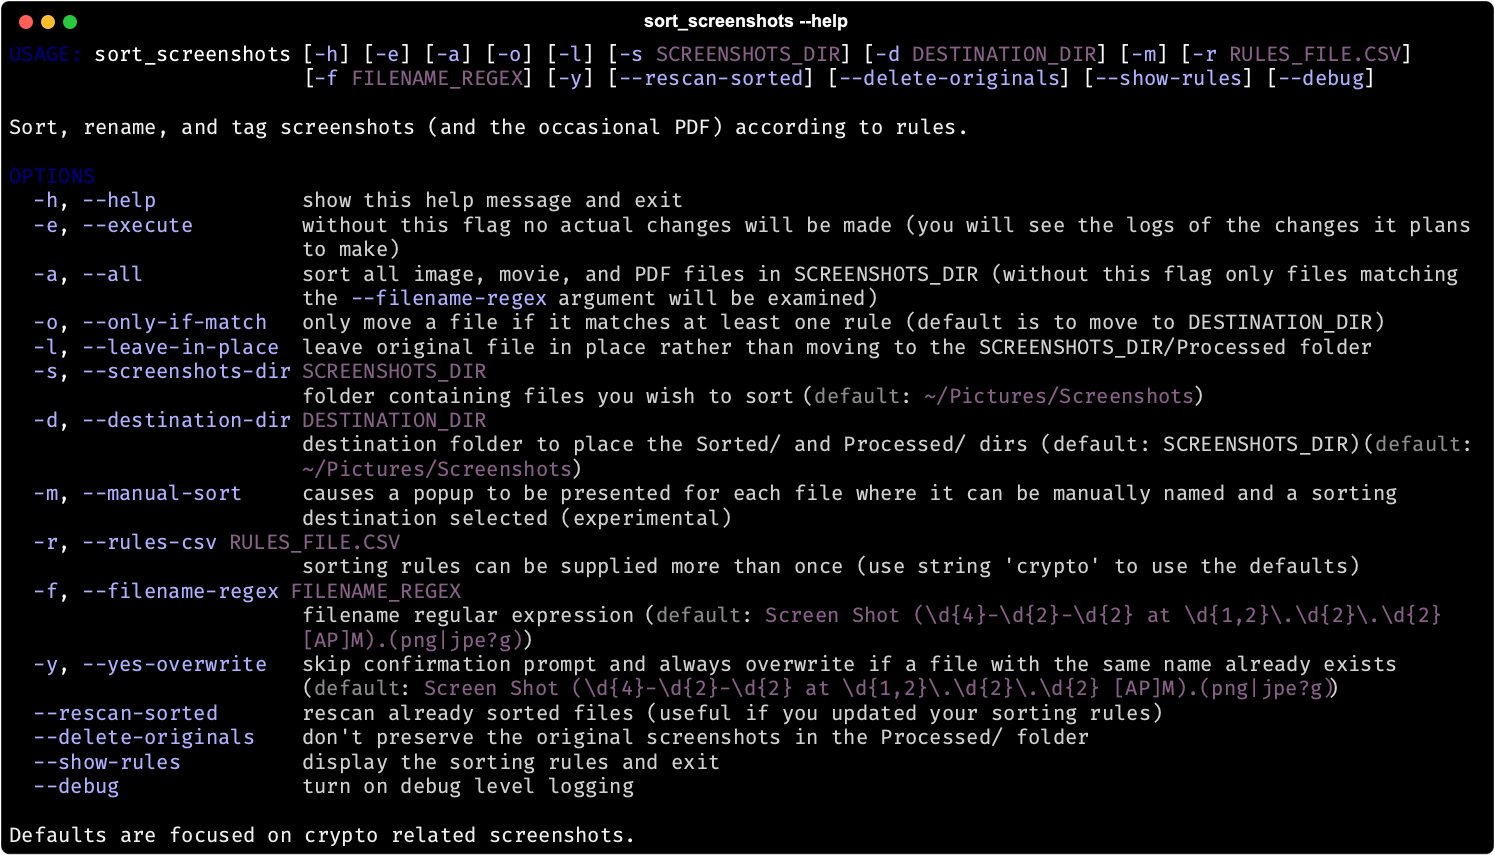 sort_screenshots --help
USAGE: sort_screenshots [-h] [-e] [-a] [-o] [-l] [-s SCREENSHOTS_DIR] [-d DESTINATION_DIR] [-m] [-r RULES_FILE.CSV]
[-f FILENAME_REGEX] [-y] [--rescan-sorted] [--delete-originals] [--show-rules] [--debug]
Sort, rename, and tag screenshots (and the occasional PDF) according to rules.
OPTIONS
-h, --help show this help message and exit
-e, --execute without this flag no actual changes will be made (you will see the logs of the changes it plans
to make)
-a, --all sort all image, movie, and PDF files in SCREENSHOTS_DIR (without this flag only files matching
the --filename-regex argument will be examined)
-o, --only-if-match only move a file if it matches at least one rule (default is to move to DESTINATION_DIR)
-l, --leave-in-place leave original file in place rather than moving to the SCREENSHOTS_DIR/Processed folder
-s, --screenshots-dir SCREENSHOTS_DIR
folder containing files you wish to sort (default: ~/Pictures/Screenshots)
-d, --destination-dir DESTINATION_DIR
destination folder to place the Sorted/ and Processed/ dirs (default: SCREENSHOTS_DIR)(default:
~/Pictures/Screenshots)
-m, --manual-sort causes a popup to be presented for each file where it can be manually named and a sorting
destination selected (experimental)
-r, --rules-csv RULES_FILE.CSV
sorting rules can be supplied more than once (use string 'crypto' to use the defaults)
-f, --filename-regex FILENAME_REGEX
filename regular expression (default: Screen Shot (\d{4}-\d{2}-\d{2} at \d{1,2}\.\d{2}\.\d{2}
[AP]M).(png|jpe?g))
-y, --yes-overwrite skip confirmation prompt and always overwrite if a file with the same name already exists
(default: Screen Shot (\d{4}-\d{2}-\d{2} at \d{1,2}\.\d{2}\.\d{2} [AP]M).(png|jpe?g))
--rescan-sorted rescan already sorted files (useful if you updated your sorting rules)
--delete-originals don't preserve the original screenshots in the Processed/ folder
--show-rules display the sorting rules and exit
--debug turn on debug level logging
Defaults are focused on crypto related screenshots.